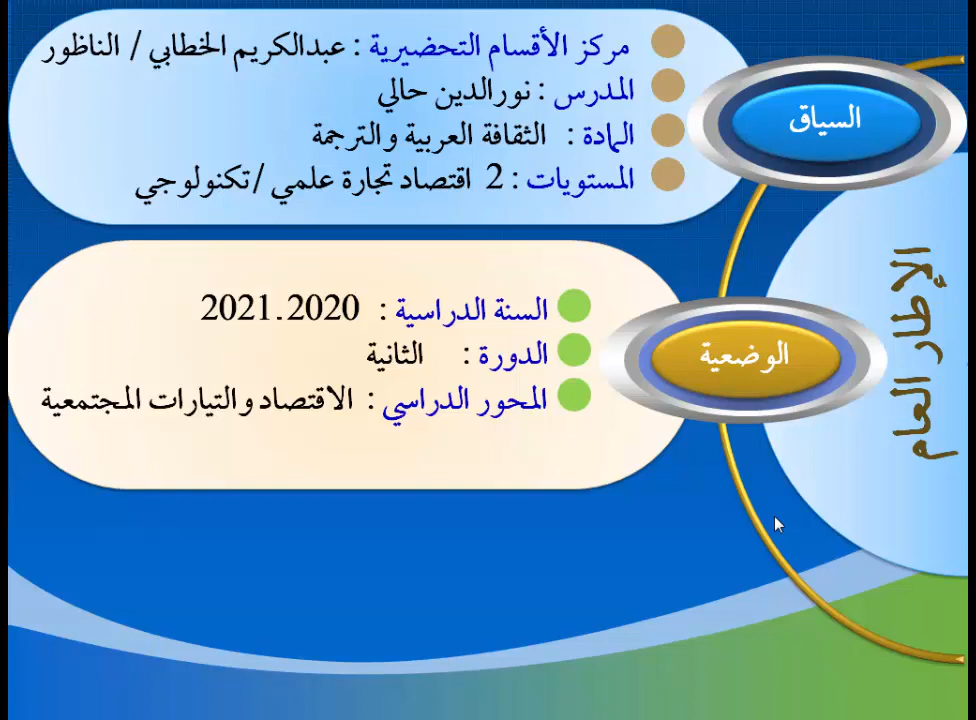 السياق
مركز الأقسام التحضيرية : عبدالكريم الخطابي / الناظور
المدرس : نورالدين حالي
المادة : الثقافة العربية والترجمة
المستويات : 2 اقتصاد تجارة علمي /تكنولوجي
الإطار العام
الوضعية
السنة الدراسية : 2021.2020
الدورة : الثانية
المحور الدراسي : الاقتصاد والتيارات المجتمعية